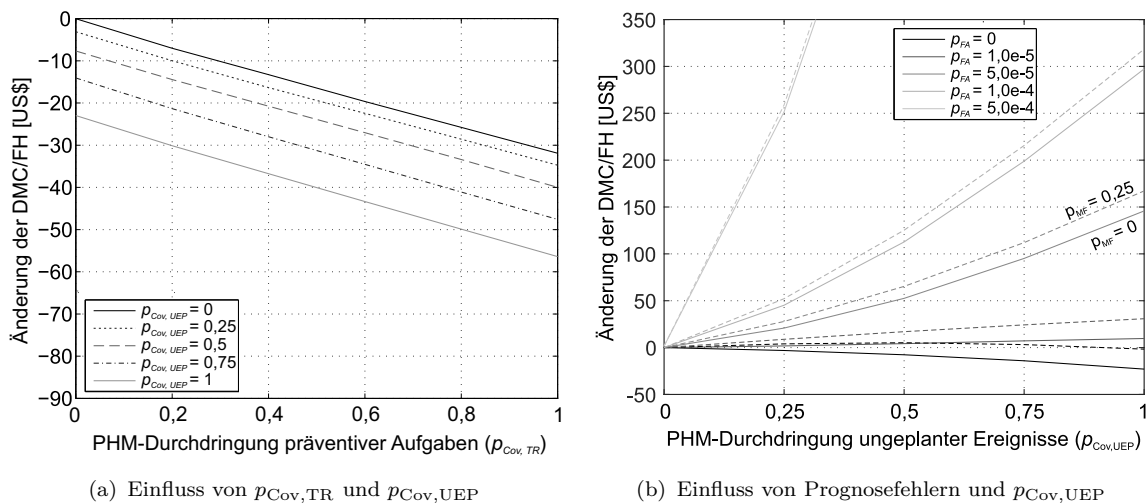 Änderung der DMC/FH [US$]
0
−10
−20
−30
−40
−50
−60
−70
−80
−90
p_Cov, UEP = 0
p_Cov, UEP = 0,25
p_Cov, UEP = 0,5
p_Cov, UEP = 0,75
p_Cov, UEP = 1
0 0,2 0,4 0,6 0,8 1
PHM-Durchdringung präventiver Aufgaben (p_Cov, TR)
(a) Einfluss von p_Cov,TR und p_Cov,UEP
Änderung der DMC/FH [US$]
350
300
250
200
150
100
50
0
-50
p_FA = 0
p_FA = 1,0e-5
p_FA = 5,0e-5
p_FA = 1,0e-4
p_FA = 5,0e-4
p_MF = 0,25
p_MF = 0
0 0,25 0,5 0,75 1
PHM-Durchdringung ungeplanter Ereignisse (p_Cov,UEP)
(b) Einfluss von Prognosefehlern und p_Cov,UEP